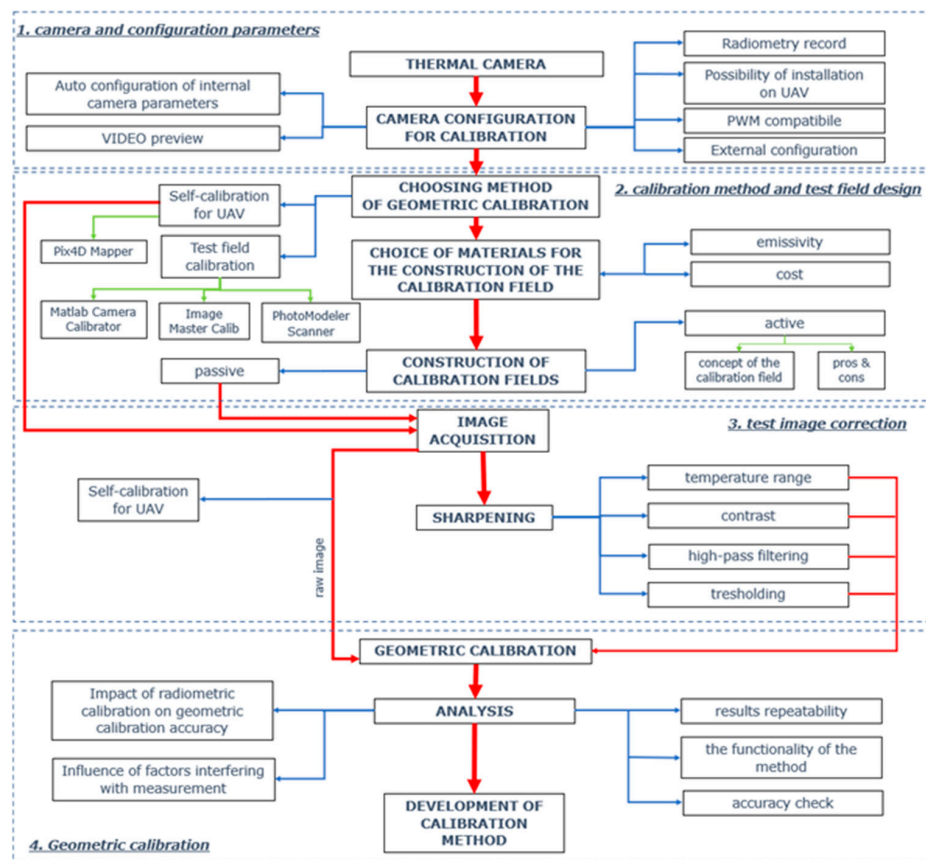 1. camera and configuration parameters
THERMAL CAMERA
Auto configuration of internal
camera parameters
VIDEO preview
CAMERA CONFIGURATION
FOR CALIBRATION
Radiometry record
Possibility of installation
on UAV
PWM compatibile
External configuration
2. calibration method and test field design
CHOOSING METHOD
OF GEOMETRIC CALIBRATION
Self-calibration
for UAV
Pix4D Mapper
Test field
calibration
Matlab Camera
Calibrator
Image
Master Calib
PhotoModeler
Scanner
CHOICE OF MATERIALS FOR
THE CONSTRUCTION OF THE
CALIBRATION FIELD
emissivity
cost
CONSTRUCTION OF
CALIBRATION FIELDS
passive
active
concept of the
calibration field
pros &
cons
3. test image correction
IMAGE
ACQUISITION
Self-calibration
for UAV
raw image
SHARPENING
temperature range
contrast
high-pass filtering
tresholding
GEOMETRIC CALIBRATION
ANALYSIS
Impact of radiometric
calibration on geometric
calibration accuracy
Influence of factors interfering
with measurement
results repeatability
the functionality of the
method
accuracy check
DEVELOPMENT OF
CALIBRATION
METHOD
4. Geometric calibration